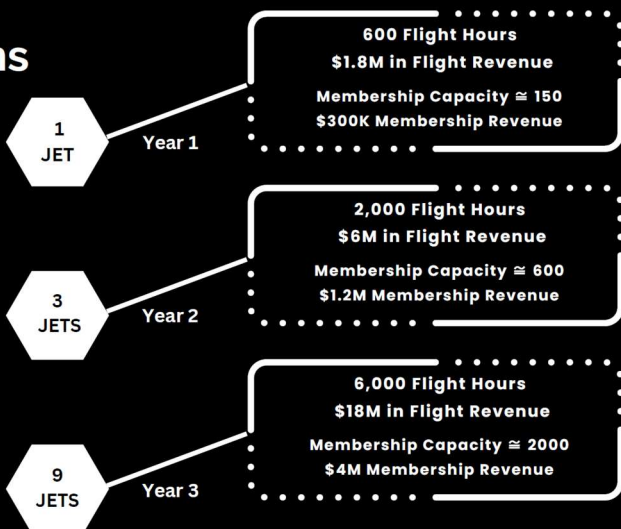 1
JET
Year 1
600 Flight Hours
$1.8M in Flight Revenue
Membership Capacity ≅ 150
$300K Membership Revenue
3
JETS
Year 2
2,000 Flight Hours
$6M in Flight Revenue
Membership Capacity ≅ 600
$1.2M Membership Revenue
9
JETS
Year 3
6,000 Flight Hours
$18M in Flight Revenue
Membership Capacity ≅ 2000
$4M Membership Revenue